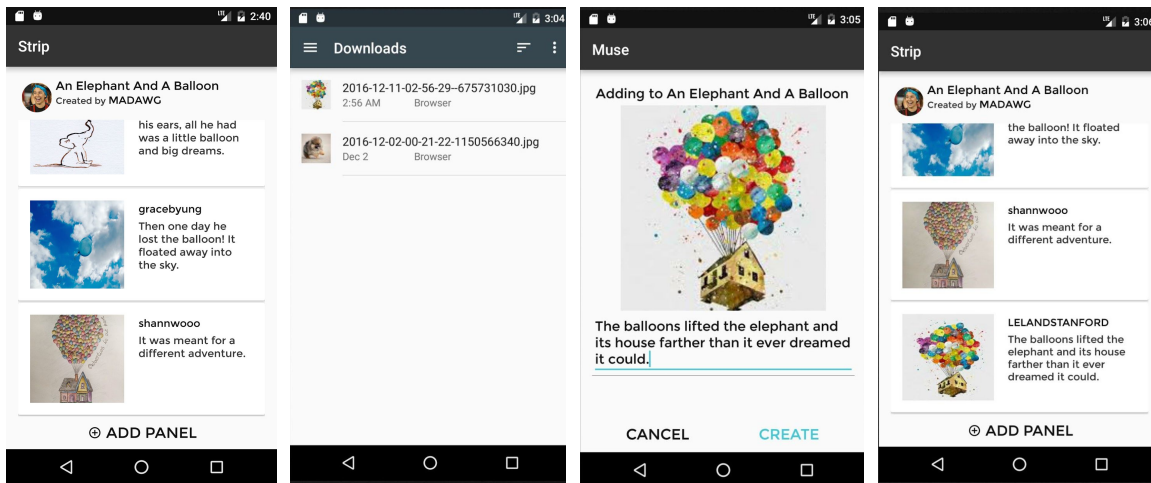 LTE 2:40
Strip
An Elephant And A Balloon
Created by MADAWG
his ears, all he had
was a little balloon
and big dreams.
gracebyung
Then one day he
lost the balloon! It
floated away into
the sky.
shannwooo
It was meant for a
different adventure.
ADD PANEL
LTE 3:04
Downloads
2016-12-11-02-56-29--675731030.jpg
2:56 AM Browser
2016-12-02-00-21-22-1150566340.jpg
Dec 2 Browser
LTE 3:05
Muse
Adding to An Elephant And A Balloon
The balloons lifted the elephant and
its house farther than it ever dreamed
it could.
CANCEL CREATE
LTE 3:06
Strip
An Elephant And A Balloon
Created by MADAWG
the balloon! It floated
away into the sky.
shannwooo
It was meant for a
different adventure.
LELANDSTANFORD
The balloons lifted the
elephant and its house
farther than it ever
dreamed it could.
ADD PANEL